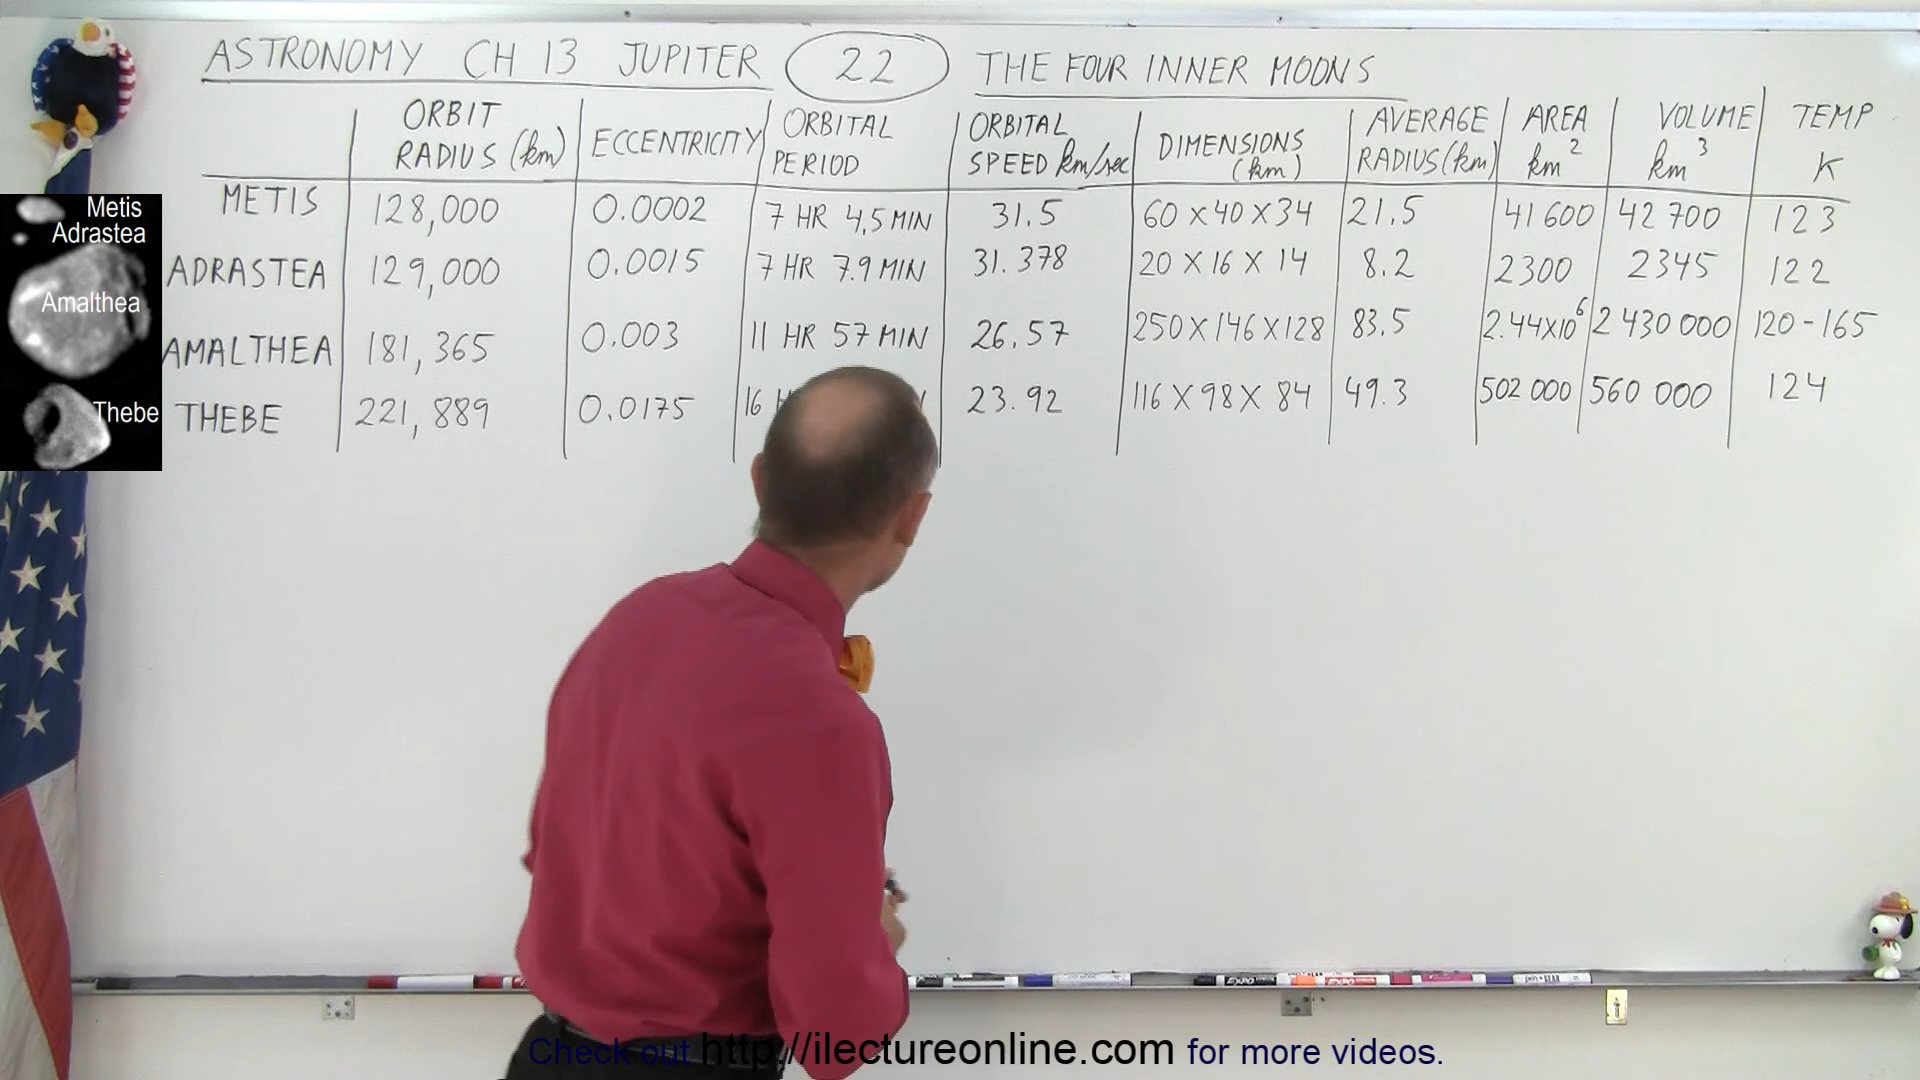 ASTRONOMY CH 13 JUPITER 22 THE FOUR INNER MOONS
ORBIT RADIUS (km) ECCENTRICITY ORBITAL PERIOD ORBITAL SPEED km/sec DIMENSIONS (km) AVERAGE RADIUS (km) AREA km² VOLUME km³ TEMP K
METIS 128,000 0.0002 7 HR 4,5 MIN 31.5 60 X 40 X 34 21.5 41 600 42 700 123
ADRASTEA 129,000 0.0015 7 HR 7.9 MIN 31.378 20 X 16 X 14 8.2 2300 2345 122
AMALTHEA 181,365 0.003 11 HR 57 MIN 26.57 250 X 146 X 128 83.5 2.44X10⁶ 2 430 000 120-165
THEBE 221,889 0.0175 16 23.92 116 X 98 X 84 49.3 502 000 560 000 124
Metis
Adrastea
Amalthea
Thebe
EXPO
EXPO
Check out http://ilectureonline.com for more videos.